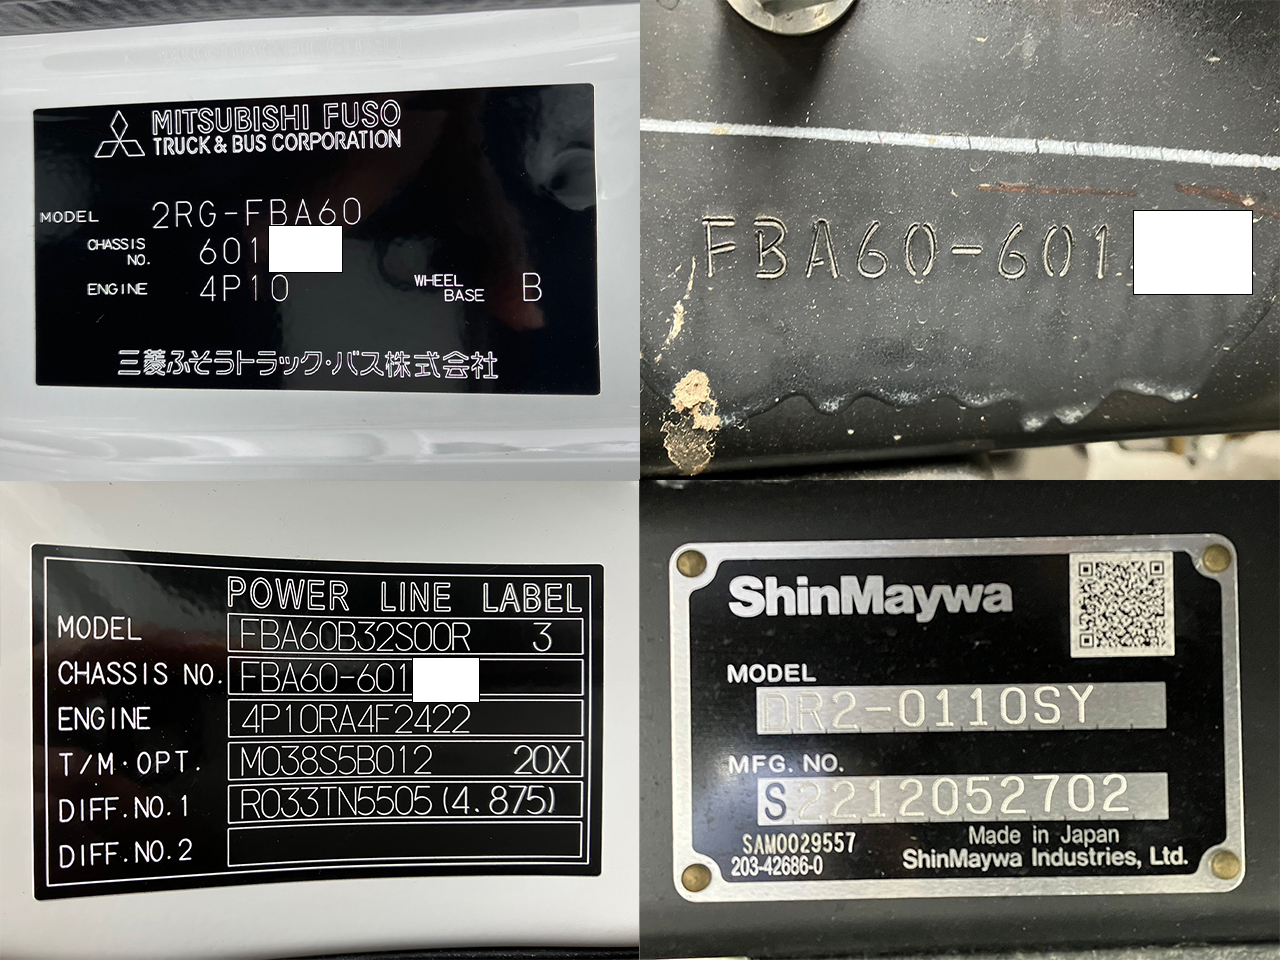 MITSUBISHI FUSO
TRUCK & BUS CORPORATION
MODEL 2RG-FBA60
CHASSIS NO. 601
ENGINE 4P10 WHEEL BASE B
三菱ふそうトラック・バス株式会社
FBA60-601
POWER LINE LABEL
MODEL FBA60B32S00R 3
CHASSIS NO. FBA60-601
ENGINE 4P10RA4F2422
T/M・OPT. M038S5B012 20X
DIFF.NO.1 R033TN5505 (4.875)
DIFF.NO.2
ShinMaywa
MODEL
DR2-0110SY
MFG. NO.
S2212052702
SAM0029557
203-42686-0
Made in Japan
ShinMaywa Industries, Ltd.